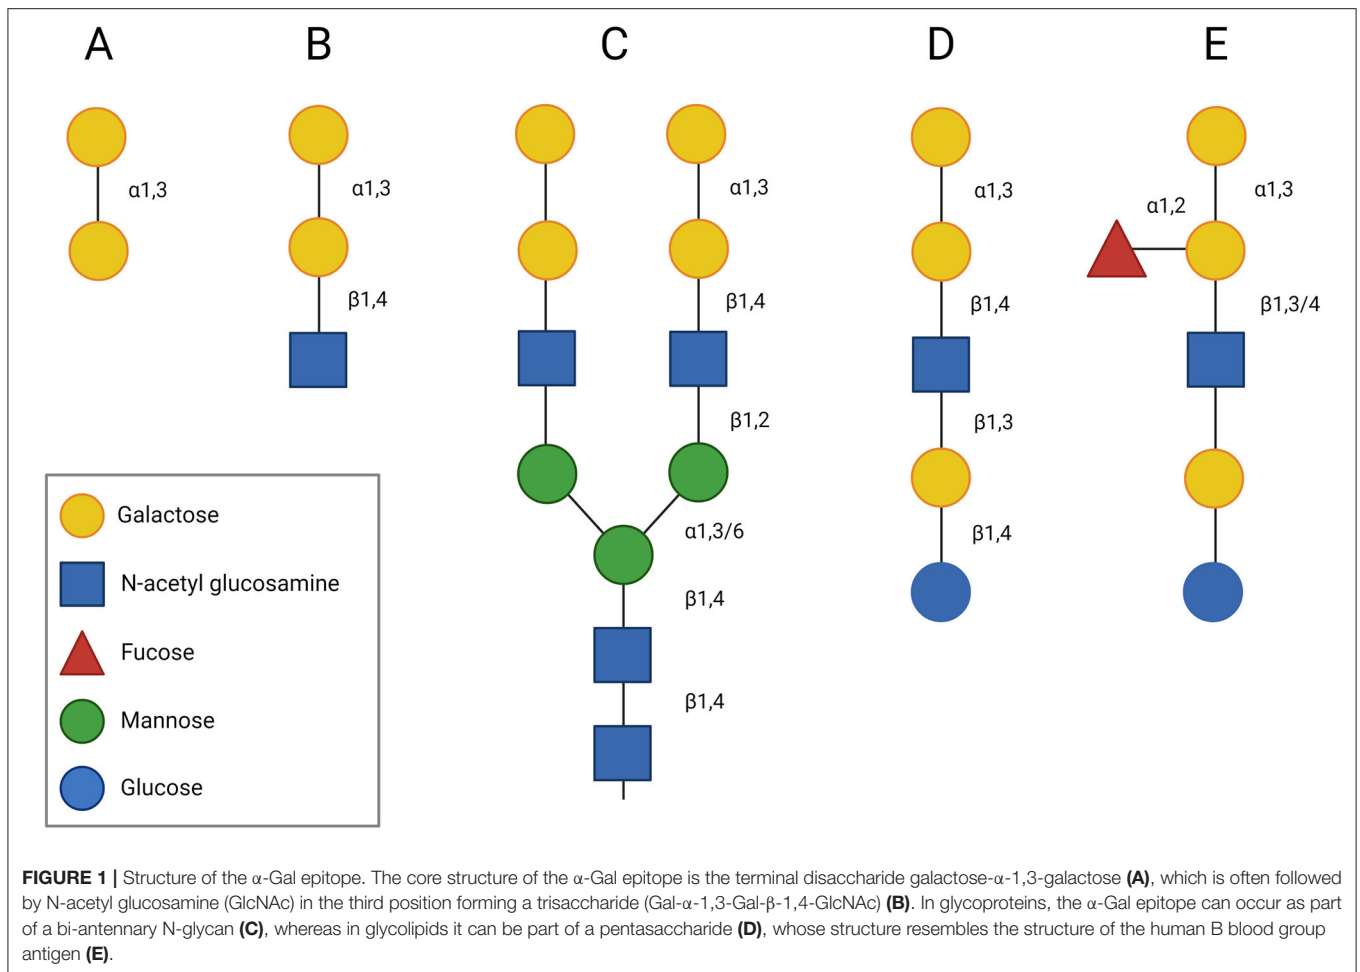 A
B
C
D
E
α1,3
α1,3
β1,4
α1,3
β1,4
β1,2
α1,3/6
β1,4
β1,4
α1,3
β1,4
β1,3
β1,4
α1,2
α1,3
β1,3/4
Galactose
N-acetyl glucosamine
Fucose
Mannose
Glucose
FIGURE 1 | Structure of the α-Gal epitope. The core structure of the α-Gal epitope is the terminal disaccharide galactose-α-1,3-galactose (A), which is often followed
by N-acetyl glucosamine (GlcNAc) in the third position forming a trisaccharide (Gal-α-1,3-Gal-β-1,4-GlcNAc) (B). In glycoproteins, the α-Gal epitope can occur as part
of a bi-antennary N-glycan (C), whereas in glycolipids it can be part of a pentasaccharide (D), whose structure resembles the structure of the human B blood group
antigen (E).